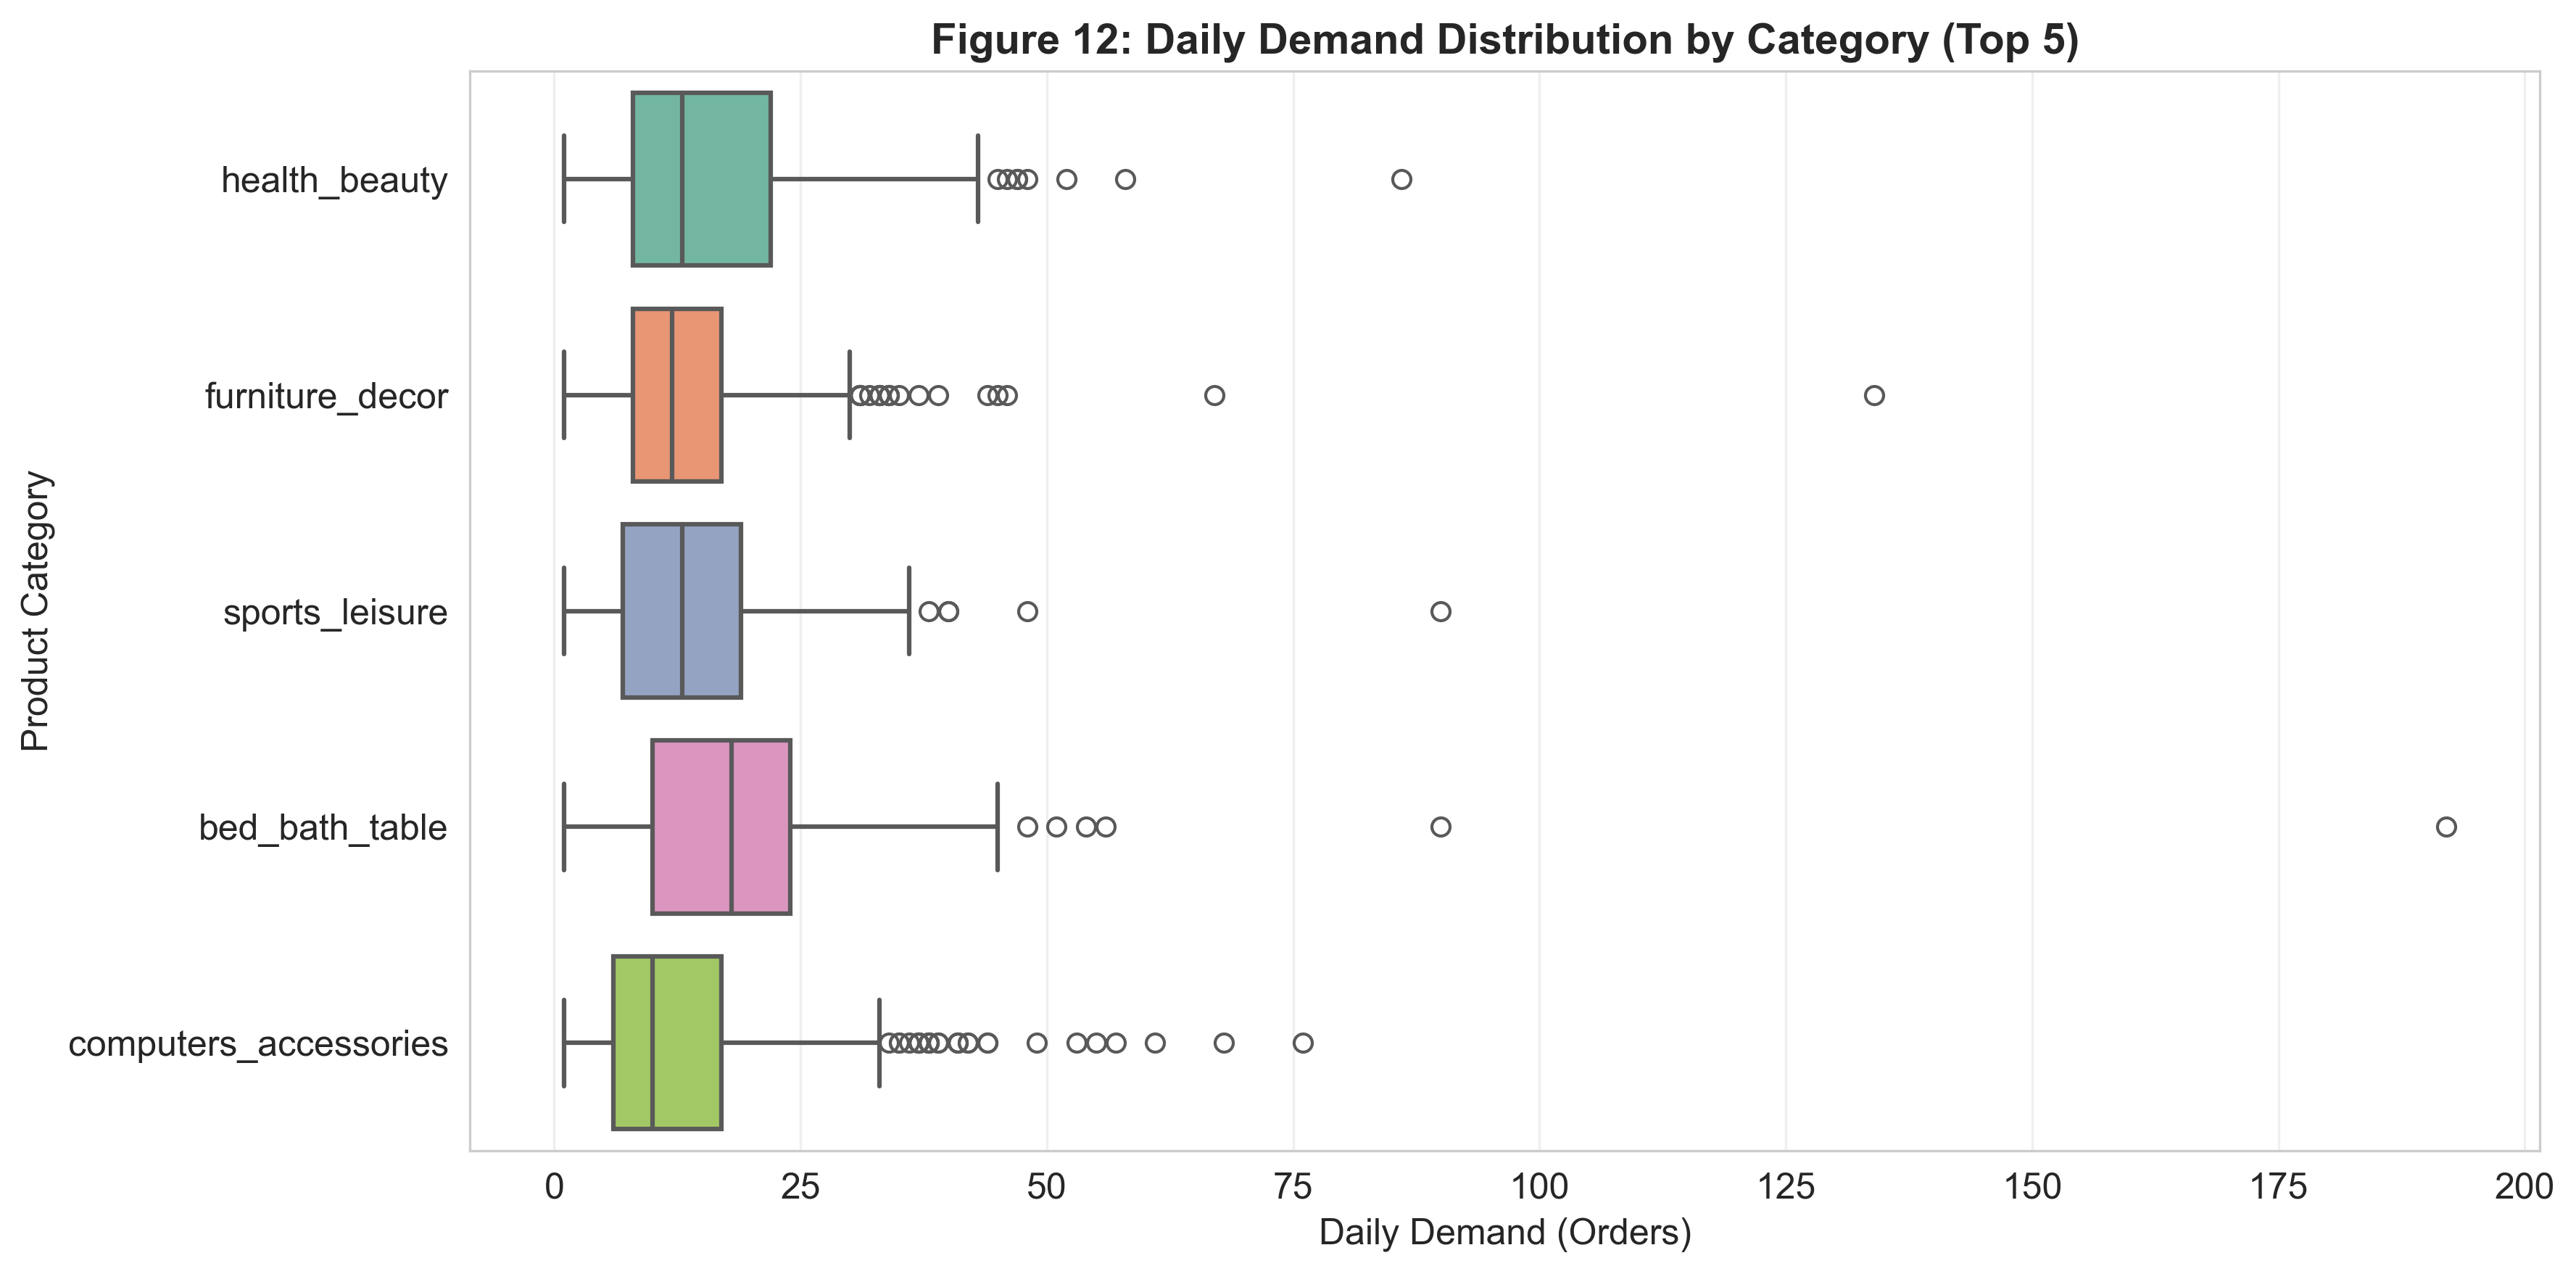 Figure 12: Daily Demand Distribution by Category (Top 5)
Product Category
health_beauty
furniture_decor
sports_leisure
bed_bath_table
computers_accessories
0 25 50 75 100 125 150 175 200
Daily Demand (Orders)